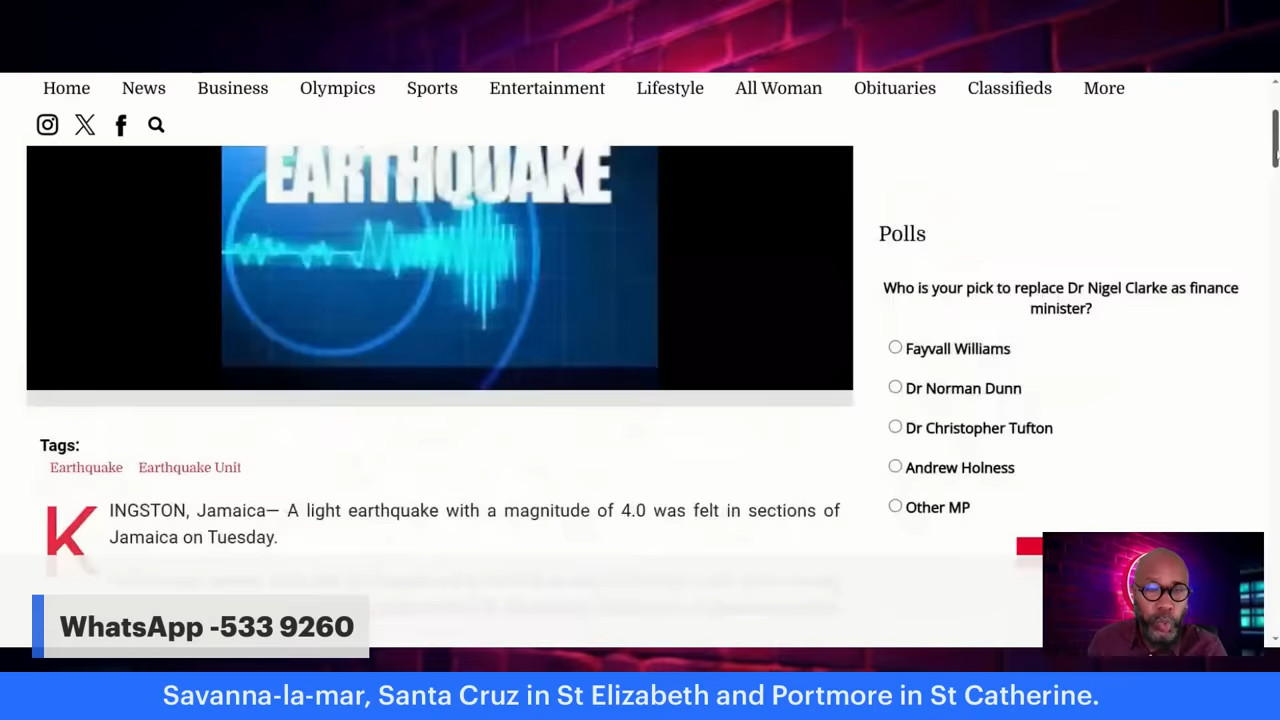 Home News Business Olympics Sports Entertainment Lifestyle All Woman Obituaries Classifieds More
EARTHQUAKE
Polls
Who is your pick to replace Dr Nigel Clarke as finance
minister?
Fayvall Williams
Dr Norman Dunn
Dr Christopher Tufton
Andrew Holness
Other MP
Tags:
Earthquake Earthquake Unit
KINGSTON, Jamaica— A light earthquake with a magnitude of 4.0 was felt in sections of
Jamaica on Tuesday.
WhatsApp -533 9260
Savanna-la-mar, Santa Cruz in St Elizabeth and Portmore in St Catherine.